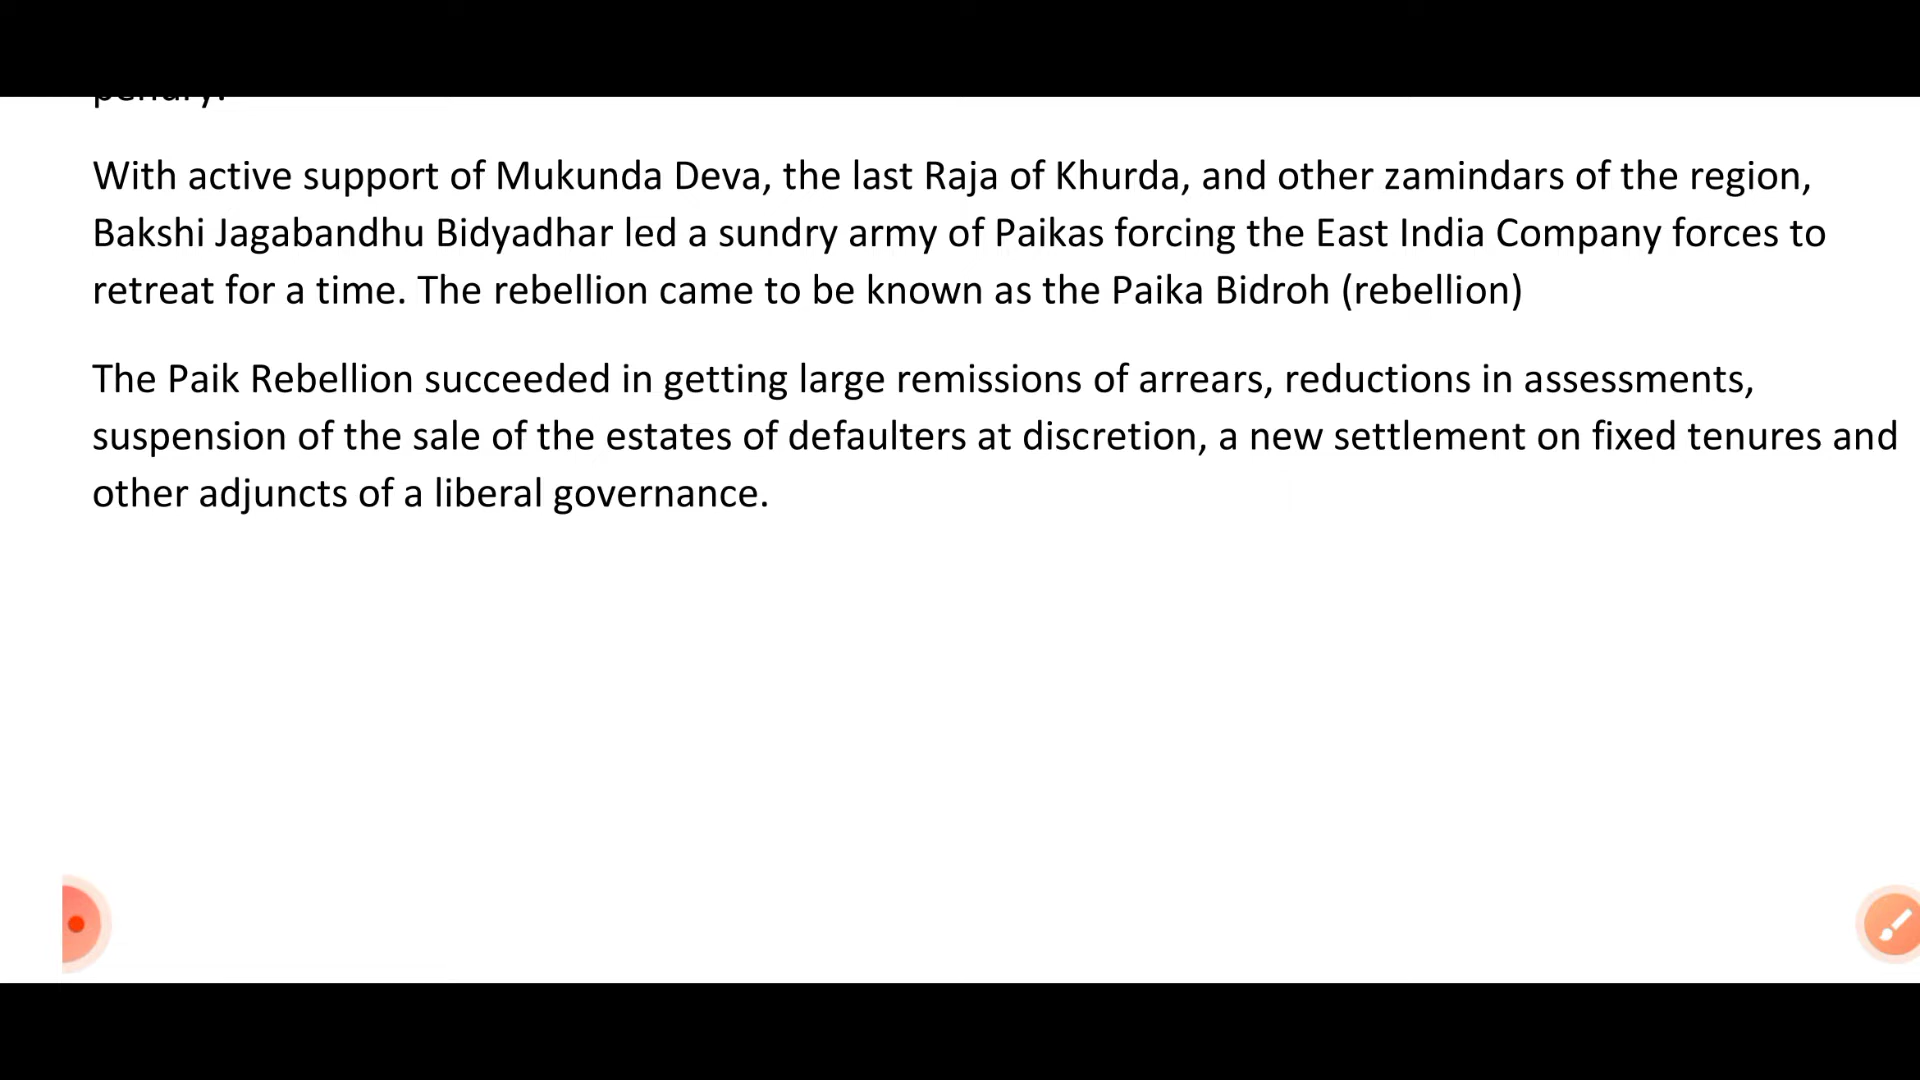 penury.
With active support of Mukunda Deva, the last Raja of Khurda, and other zamindars of the region,
Bakshi Jagabandhu Bidyadhar led a sundry army of Paikas forcing the East India Company forces to
retreat for a time. The rebellion came to be known as the Paika Bidroh (rebellion)
The Paik Rebellion succeeded in getting large remissions of arrears, reductions in assessments,
suspension of the sale of the estates of defaulters at discretion, a new settlement on fixed tenures and
other adjuncts of a liberal governance.